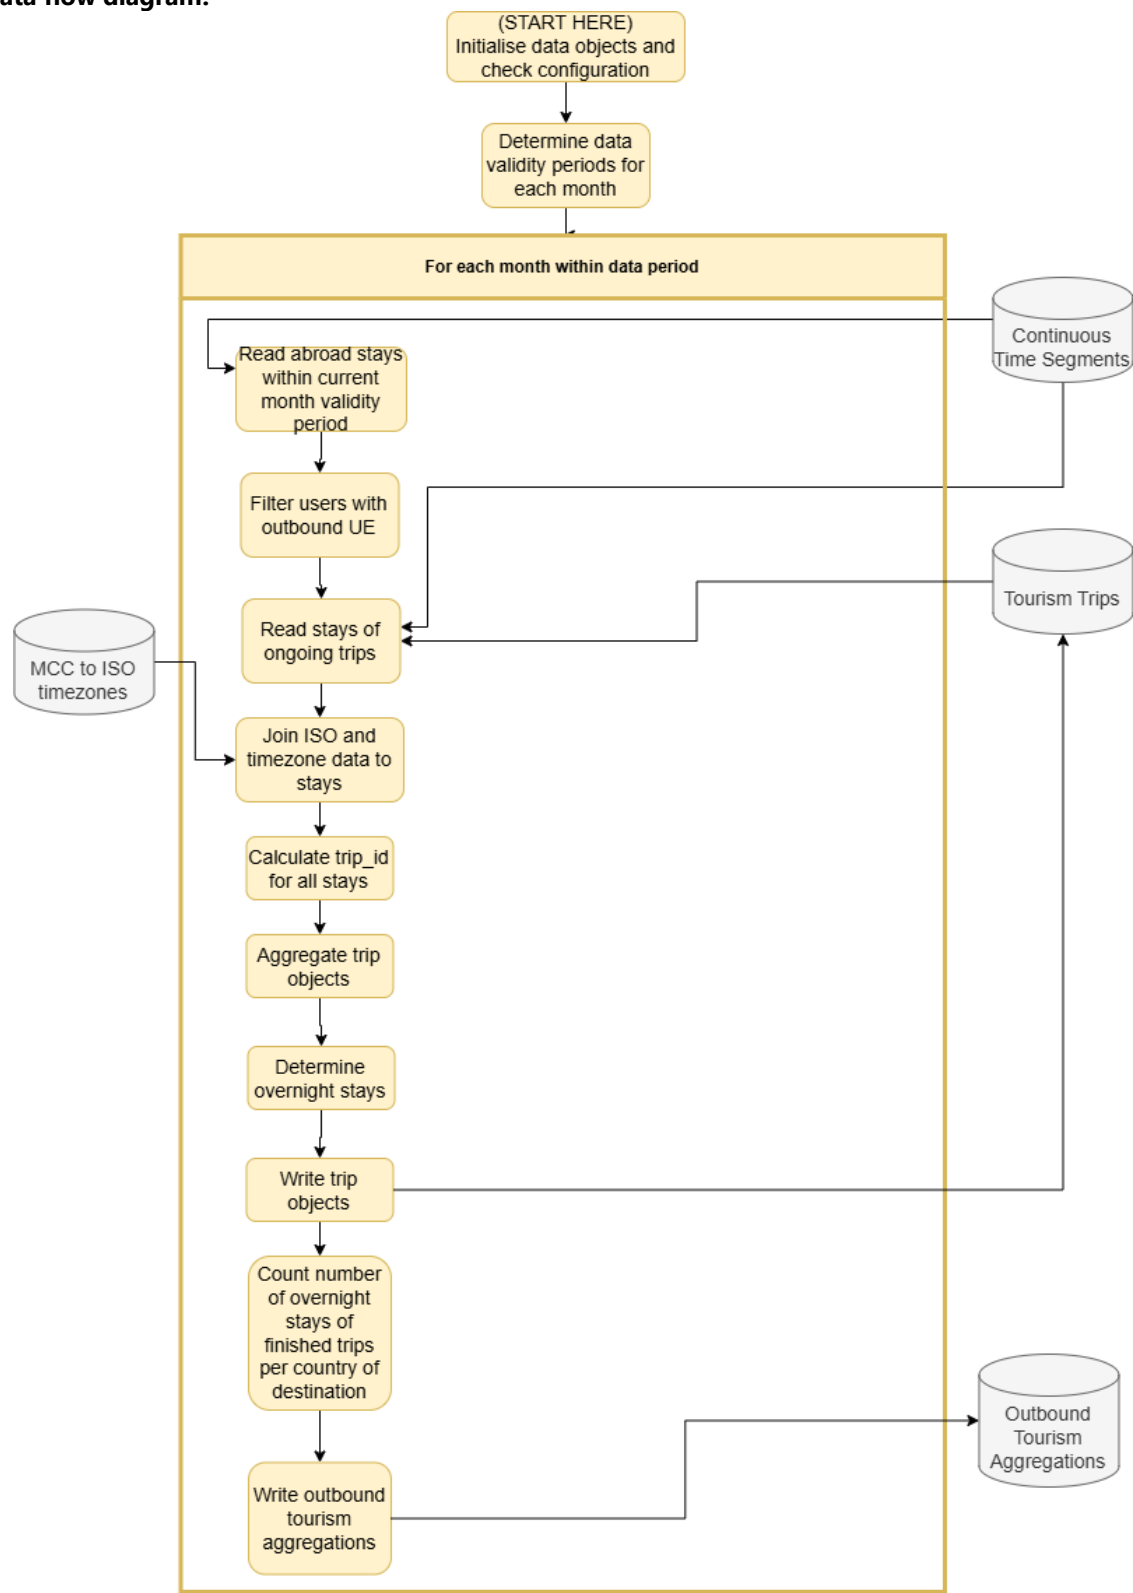 ata flow diagram:
(START HERE)
Initialise data objects and
check configuration
Determine data
validity periods for
each month
For each month within data period
Continuous
Time Segments
Read abroad stays
within current
month validity
period
Filter users with
outbound UE
Tourism Trips
Read stays of
ongoing trips
MCC to ISO
timezones
Join ISO and
timezone data to
stays
Calculate trip_id
for all stays
Aggregate trip
objects
Determine
overnight stays
Write trip
objects
Count number
of overnight
stays of
finished trips
per country of
destination
Outbound
Tourism
Aggregations
Write outbound
tourism
aggregations